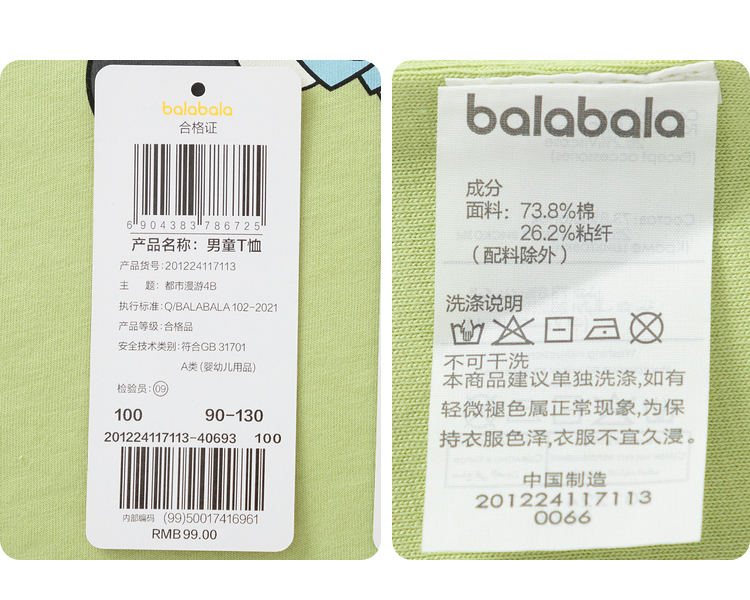 balabala
合格证
6 904383 786725
产品名称：男童T恤
产品货号：201224117113
主　题：都市漫游4B
执行标准：Q/BALABALA 102-2021
产品等级：合格品
安全技术类别：符合GB 31701
A类（婴幼儿用品）
检验员：09
100 90-130
201224117113-40693 100
内部编码 (99)50017416961
RMB 99.00
balabala
成分
面料：73.8%棉
26.2%粘纤
（配料除外）
洗涤说明
不可干洗
本商品建议单独洗涤,如有
轻微褪色属正常现象,为保
持衣服色泽,衣服不宜久浸。
中国制造
201224117113
0066